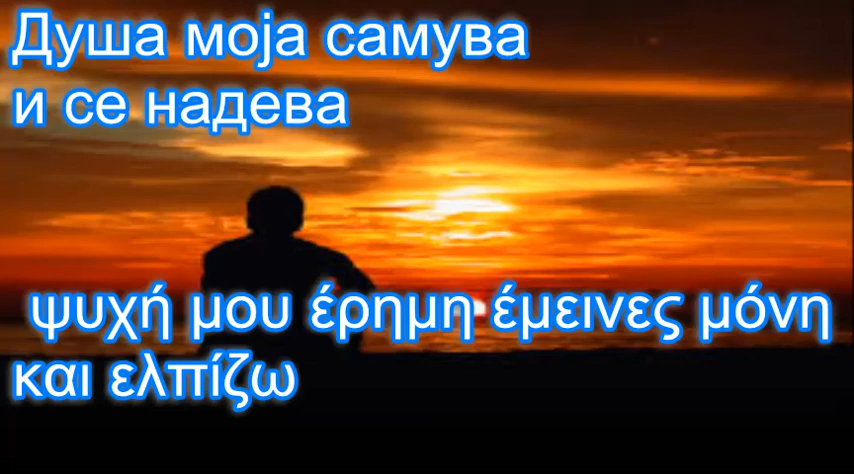 Душа моја самува
и се надева
ψυχή μου έρημη έμεινες μόνη
και ελπίζω